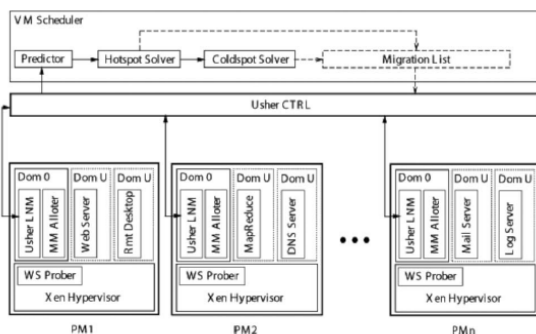 VM Scheduler
Predictor
Hotspot Solver
Coldspot Solver
Migration List
Usher CTRL
Dom 0
Dom U
Dom U
Usher LNM
MM Alloter
Web Server
Rmt Desktop
WS Prober
Xen Hypervisor
PM1
Dom 0
Dom U
Dom U
Usher LNM
MM Alloter
MapReduce
DNS Server
WS Prober
Xen Hypervisor
PM2
Dom 0
Dom U
Dom U
Usher LNM
MM Alloter
Mail Server
Log Server
WS Prober
Xen Hypervisor
PMn